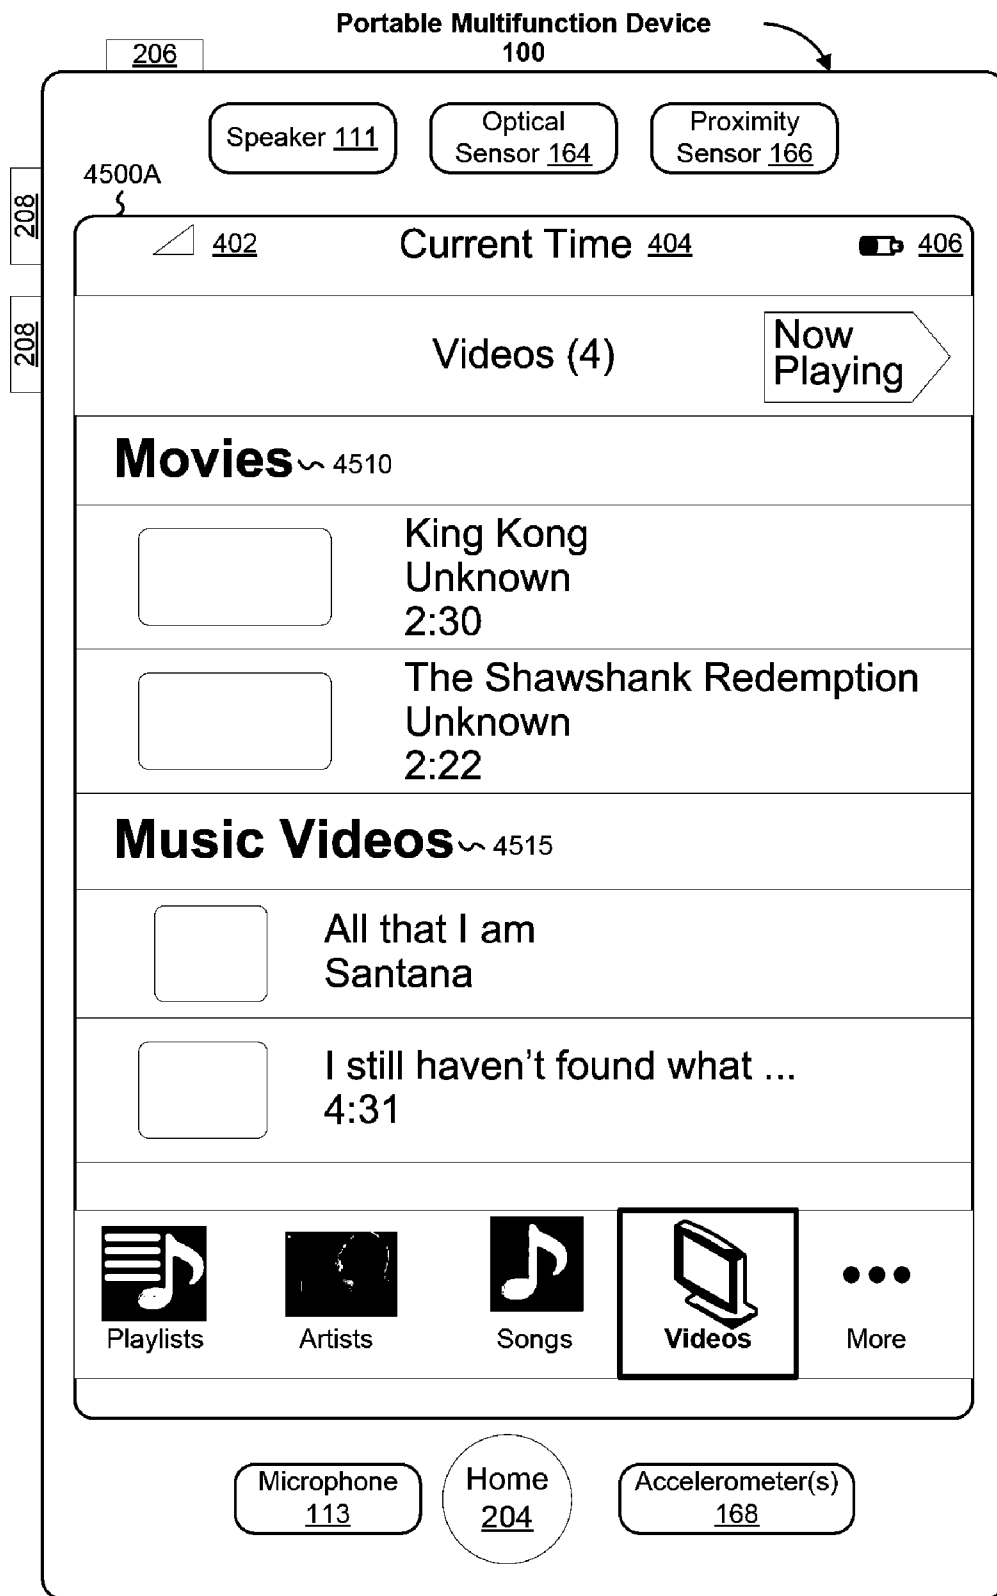 Portable Multifunction Device
100
206
Speaker 111
Optical
Sensor 164
Proximity
Sensor 166
4500A
208
208
402
Current Time 404
406
Videos (4)
Now
Playing
Movies 4510
King Kong
Unknown
2:30
The Shawshank Redemption
Unknown
2:22
Music Videos 4515
All that I am
Santana
I still haven't found what ...
4:31
Playlists
Artists
Songs
Videos
More
Microphone
113
Home
204
Accelerometer(s)
168